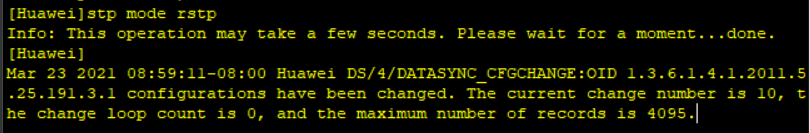 [Huawei]stp mode rstp
Info: This operation may take a few seconds. Please wait for a moment...done.
[Huawei]
Mar 23 2021 08:59:11-08:00 Huawei DS/4/DATASYNC_CFGCHANGE:OID 1.3.6.1.4.1.2011.5
.25.191.3.1 configurations have been changed. The current change number is 10, t
he change loop count is 0, and the maximum number of records is 4095.